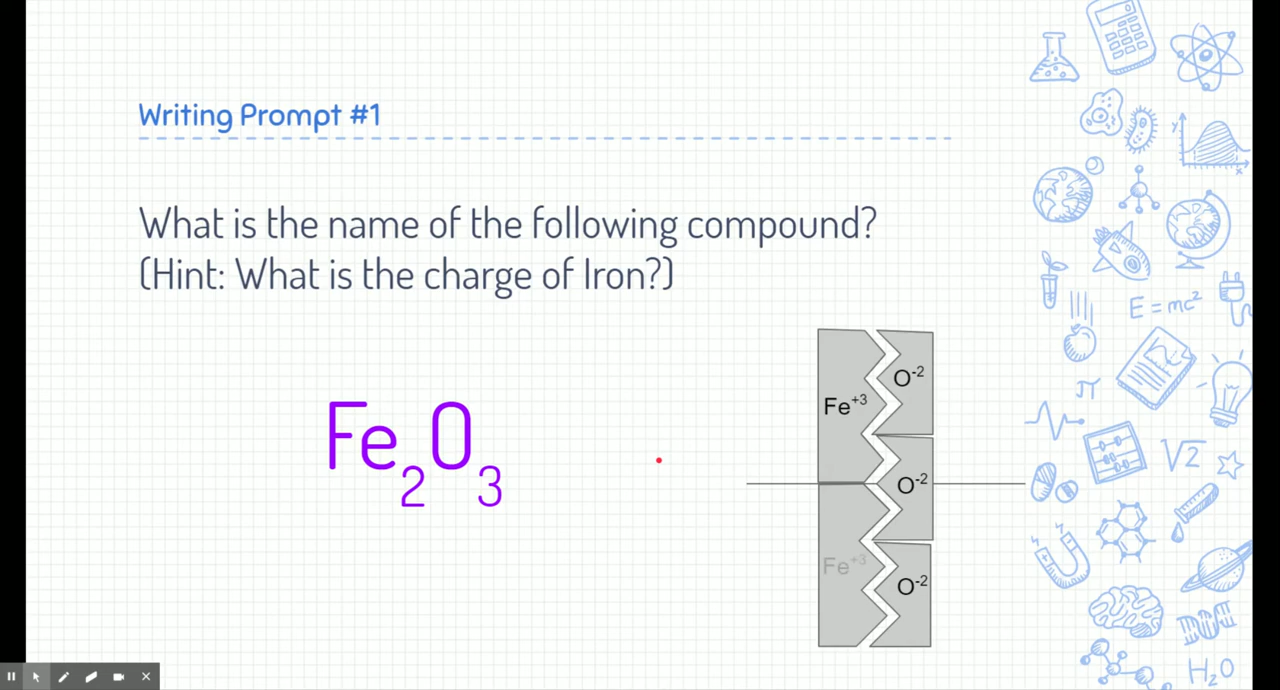 Writing Prompt #1
What is the name of the following compound?
(Hint: What is the charge of Iron?)
Fe₂O₃
O⁻²
Fe⁺³
O⁻²
Fe⁺³
O⁻²
y
x
E = mc²
π
√2
H₂O